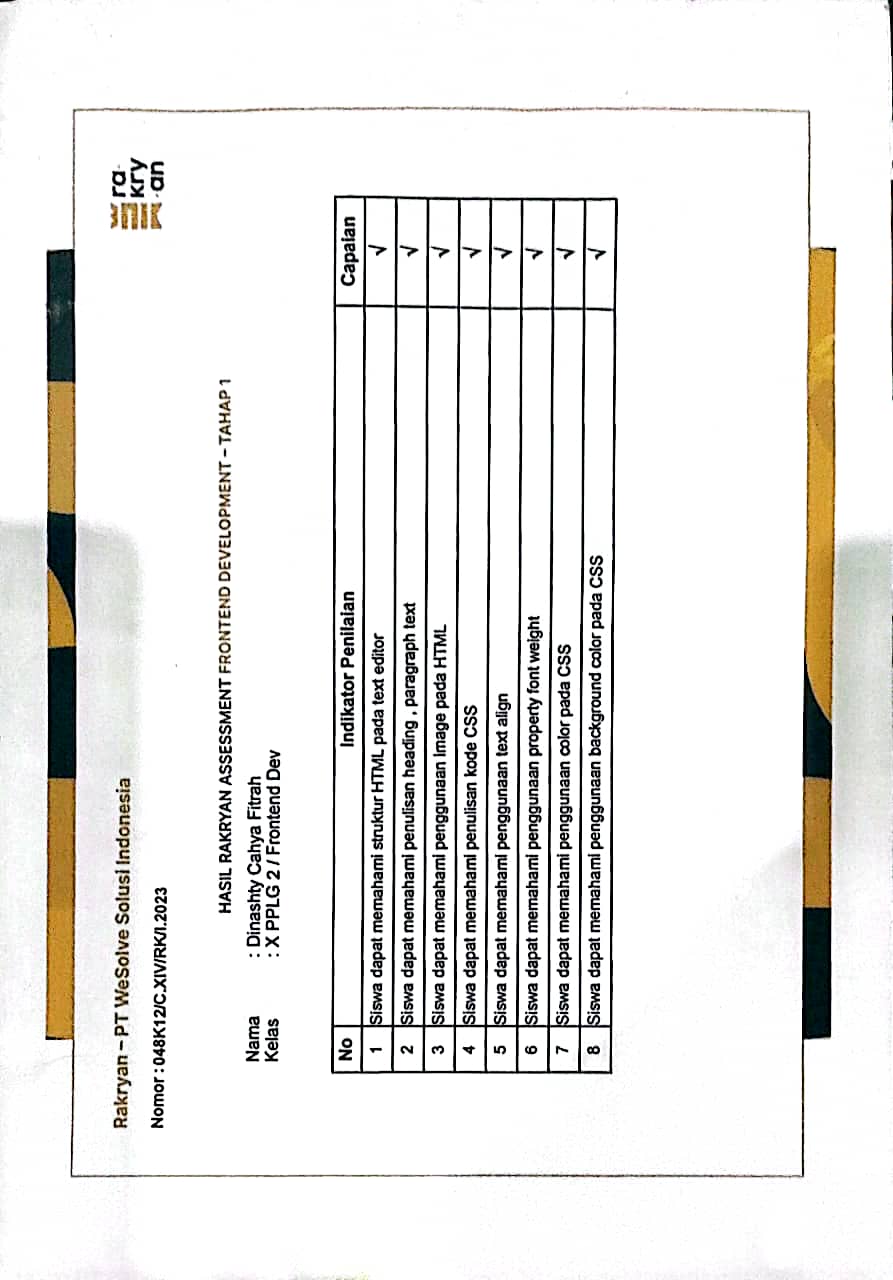 Rakryan – PT WeSolve Solusi Indonesia
ra
kry
an
Nomor : 048K12/C.XIV/RK/I.2023
HASIL RAKRYAN ASSESSMENT FRONTEND DEVELOPMENT – TAHAP 1
Nama : Dinashty Cahya Fitrah
Kelas : X PPLG 2 / Frontend Dev
No Indikator Penilaian Capaian
1 Siswa dapat memahami struktur HTML pada text editor √
2 Siswa dapat memahami penulisan heading , paragraph text √
3 Siswa dapat memahami penggunaan image pada HTML √
4 Siswa dapat memahami penulisan kode CSS √
5 Siswa dapat memahami penggunaan text align √
6 Siswa dapat memahami penggunaan property font weight √
7 Siswa dapat memahami penggunaan color pada CSS √
8 Siswa dapat memahami penggunaan background color pada CSS √